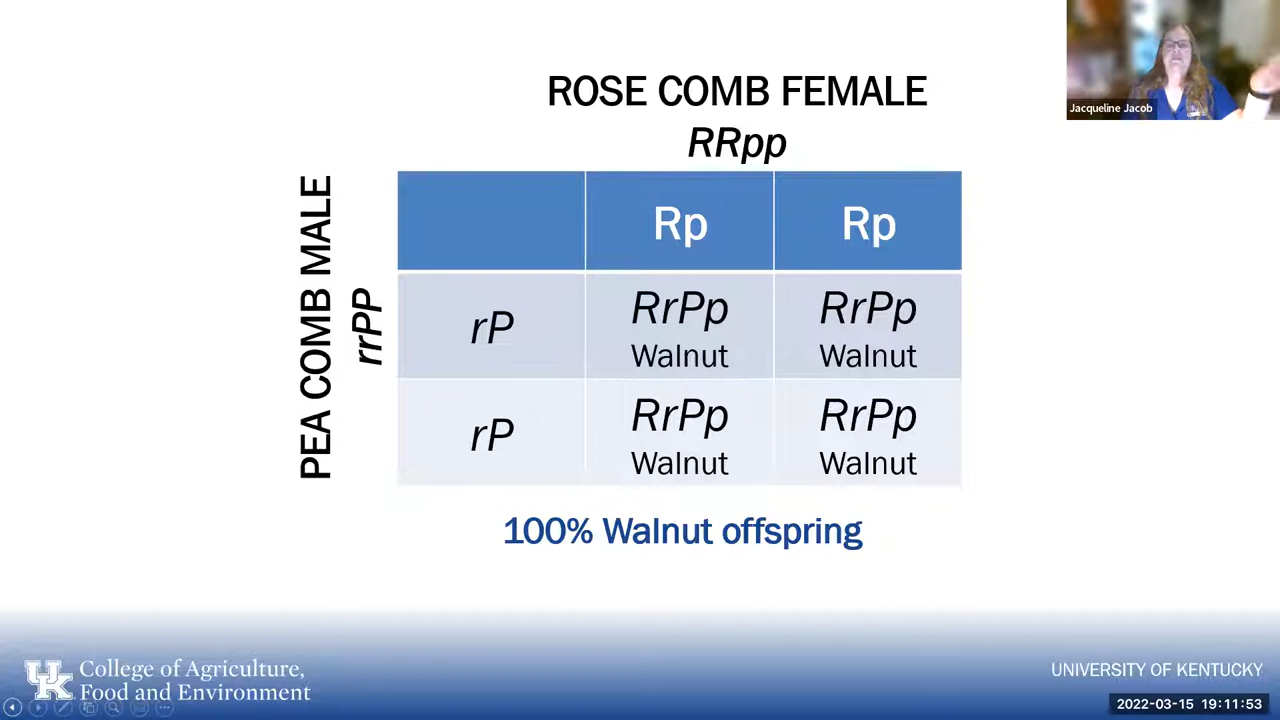 ROSE COMB FEMALE
RRpp
Jacqueline Jacob
PEA COMB MALE
rrPP
Rp Rp
rP RrPp RrPp
Walnut Walnut
rP RrPp RrPp
Walnut Walnut
100% Walnut offspring
UK College of Agriculture,
Food and Environment
UNIVERSITY OF KENTUCKY
2022-03-15 19:11:53